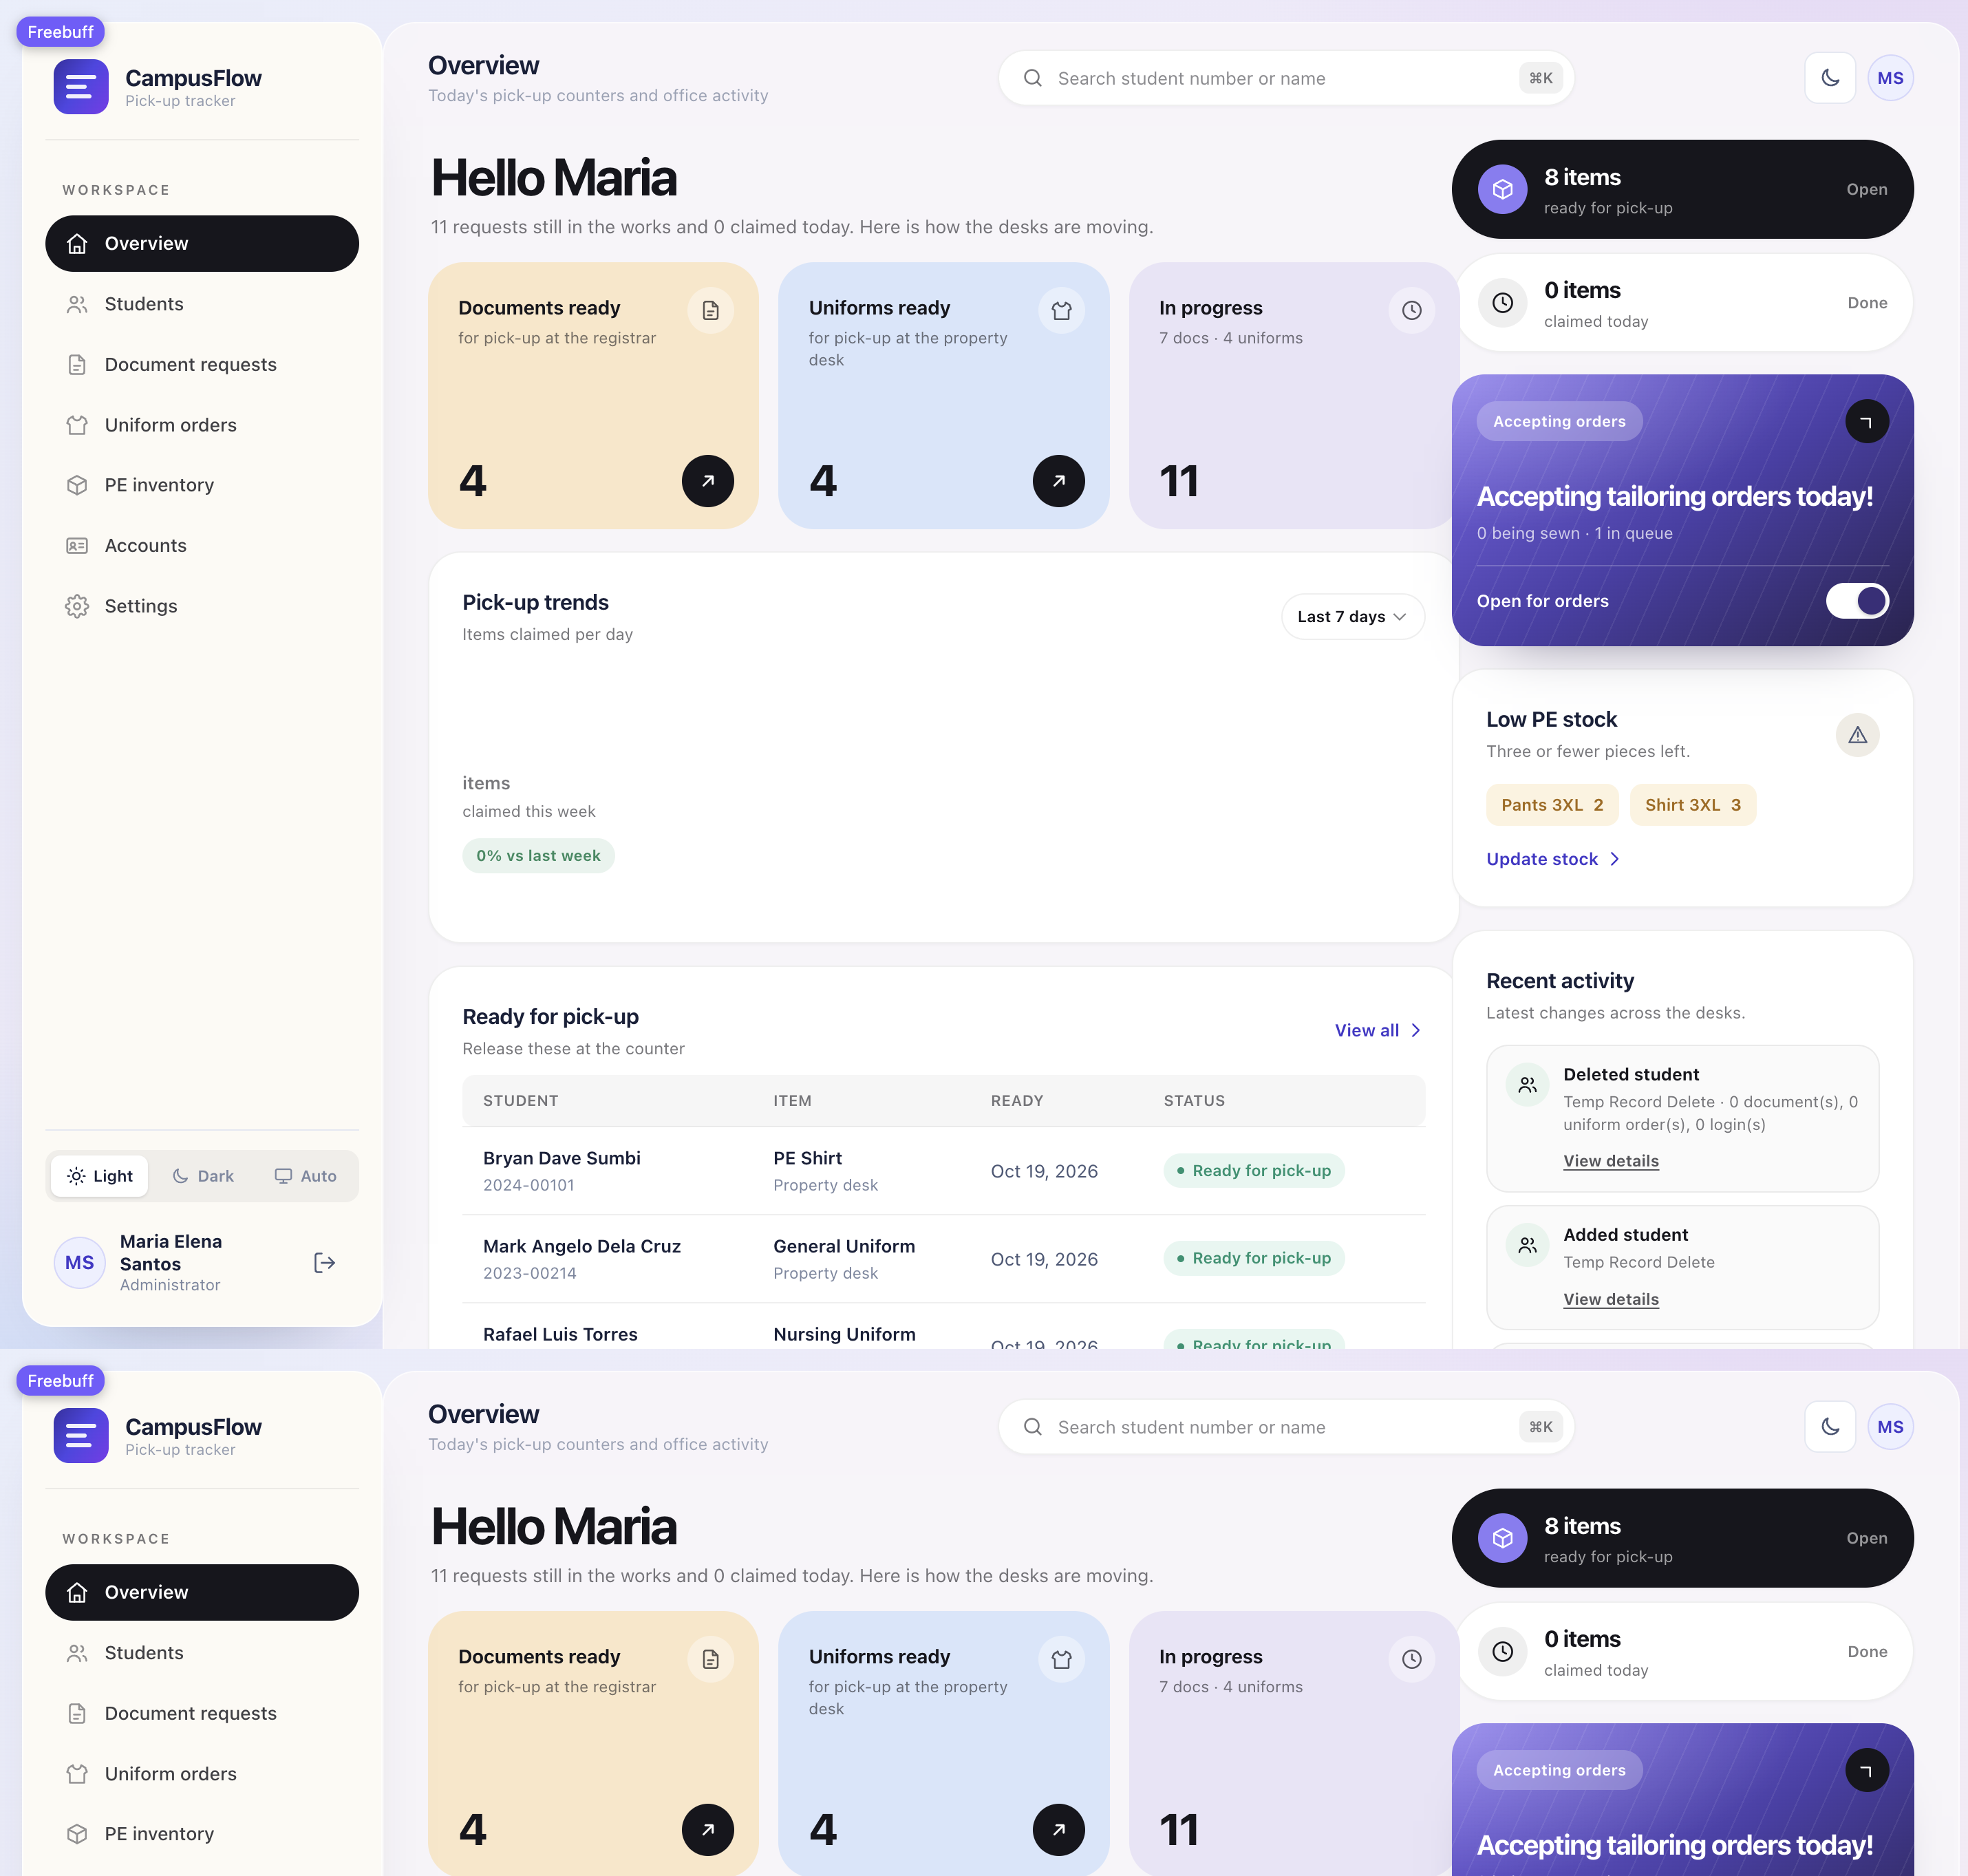 Freebuff
CampusFlow
Pick-up tracker
WORKSPACE
Overview
Students
Document requests
Uniform orders
PE inventory
Accounts
Settings
Light
Dark
Auto
MS
Maria Elena
Santos
Administrator
Overview
Today's pick-up counters and office activity
Search student number or name
⌘K
MS
Hello Maria
11 requests still in the works and 0 claimed today. Here is how the desks are moving.
Documents ready
for pick-up at the registrar
4
Uniforms ready
for pick-up at the property
desk
4
In progress
7 docs · 4 uniforms
11
Pick-up trends
Items claimed per day
Last 7 days
items
claimed this week
0% vs last week
Ready for pick-up
Release these at the counter
View all
STUDENT ITEM READY STATUS
Bryan Dave Sumbi
2024-00101
PE Shirt
Property desk
Oct 19, 2026
Ready for pick-up
Mark Angelo Dela Cruz
2023-00214
General Uniform
Property desk
Oct 19, 2026
Ready for pick-up
Rafael Luis Torres
Nursing Uniform
Oct 19, 2026
Ready for pick-up
8 items
ready for pick-up
Open
0 items
claimed today
Done
Accepting orders
Accepting tailoring orders today!
0 being sewn · 1 in queue
Open for orders
Low PE stock
Three or fewer pieces left.
Pants 3XL 2
Shirt 3XL 3
Update stock
Recent activity
Latest changes across the desks.
Deleted student
Temp Record Delete · 0 document(s), 0
uniform order(s), 0 login(s)
View details
Added student
Temp Record Delete
View details
Freebuff
CampusFlow
Pick-up tracker
WORKSPACE
Overview
Students
Document requests
Uniform orders
PE inventory
Overview
Today's pick-up counters and office activity
Search student number or name
⌘K
MS
Hello Maria
11 requests still in the works and 0 claimed today. Here is how the desks are moving.
Documents ready
for pick-up at the registrar
4
Uniforms ready
for pick-up at the property
desk
4
In progress
7 docs · 4 uniforms
11
8 items
ready for pick-up
Open
0 items
claimed today
Done
Accepting orders
Accepting tailoring orders today!